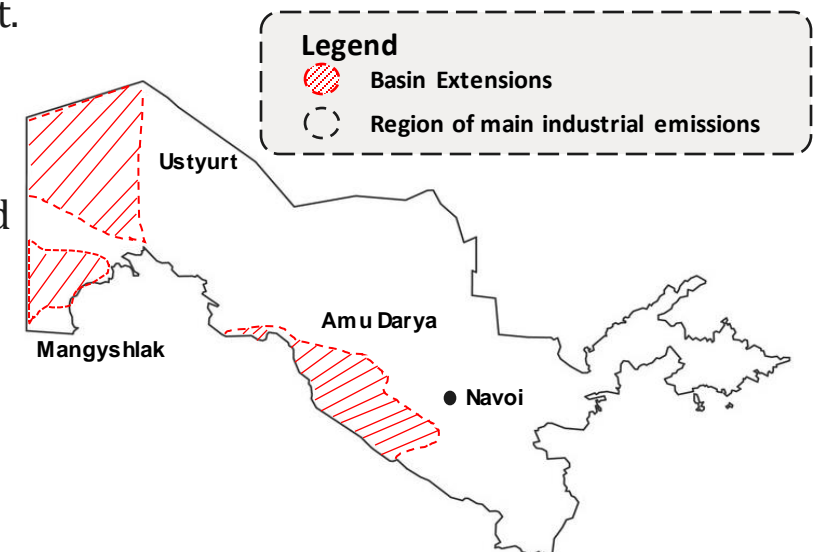 t.
Legend
Basin Extensions
Region of main industrial emissions
Ustyurt
d
Amu Darya
Mangyshlak
Navoi